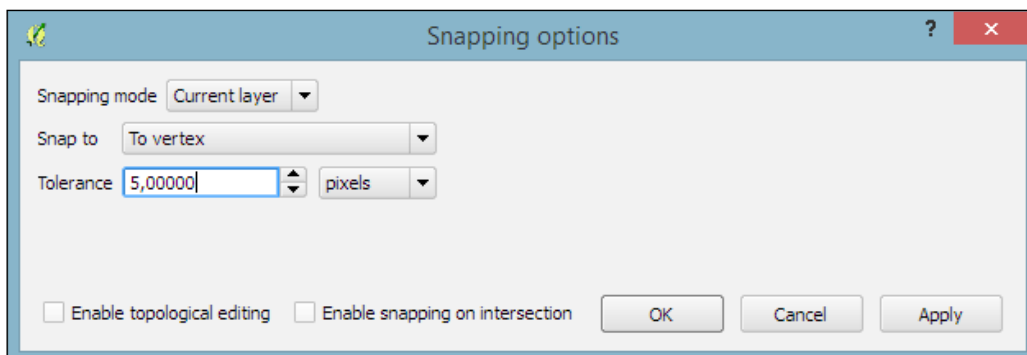 Snapping options
?
Snapping mode Current layer
Snap to To vertex
Tolerance 5,00000 pixels
Enable topological editing Enable snapping on intersection OK Cancel Apply